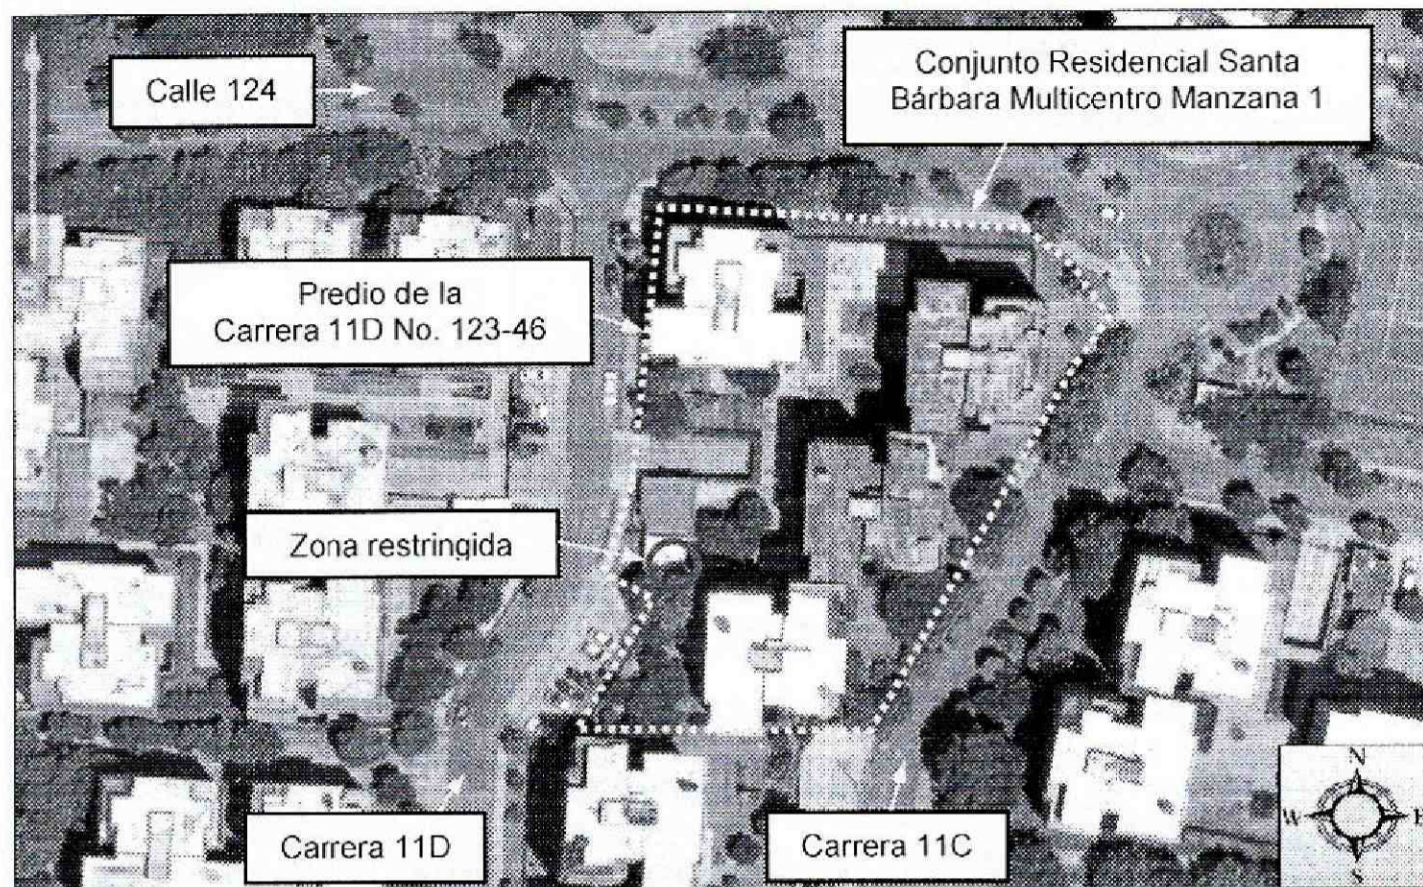 Calle 124
Conjunto Residencial Santa
Bárbara Multicentro Manzana 1
Predio de la
Carrera 11D No. 123-46
Zona restringida
Carrera 11D
Carrera 11C
N
W
E
S